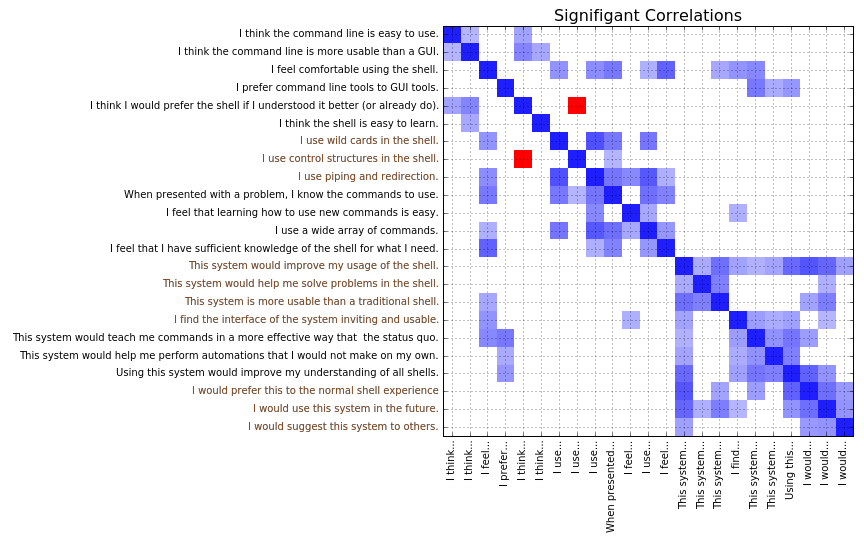 Signifigant Correlations
I think the command line is easy to use.
I think the command line is more usable than a GUI.
I feel comfortable using the shell.
I prefer command line tools to GUI tools.
I think I would prefer the shell if I understood it better (or already do).
I think the shell is easy to learn.
I use wild cards in the shell.
I use control structures in the shell.
I use piping and redirection.
When presented with a problem, I know the commands to use.
I feel that learning how to use new commands is easy.
I use a wide array of commands.
I feel that I have sufficient knowledge of the shell for what I need.
This system would improve my usage of the shell.
This system would help me solve problems in the shell.
This system is more usable than a traditional shell.
I find the interface of the system inviting and usable.
This system would teach me commands in a more effective way that  the status quo.
This system would help me perform automations that I would not make on my own.
Using this system would improve my understanding of all shells.
I would prefer this to the normal shell experience
I would use this system in the future.
I would suggest this system to others.
I think...
I think...
I feel...
I prefer...
I think...
I think...
I use...
I use...
I use...
When presented...
I feel...
I use...
I feel...
This system...
This system...
This system...
I find...
This system...
This system...
Using this...
I would...
I would...
I would...